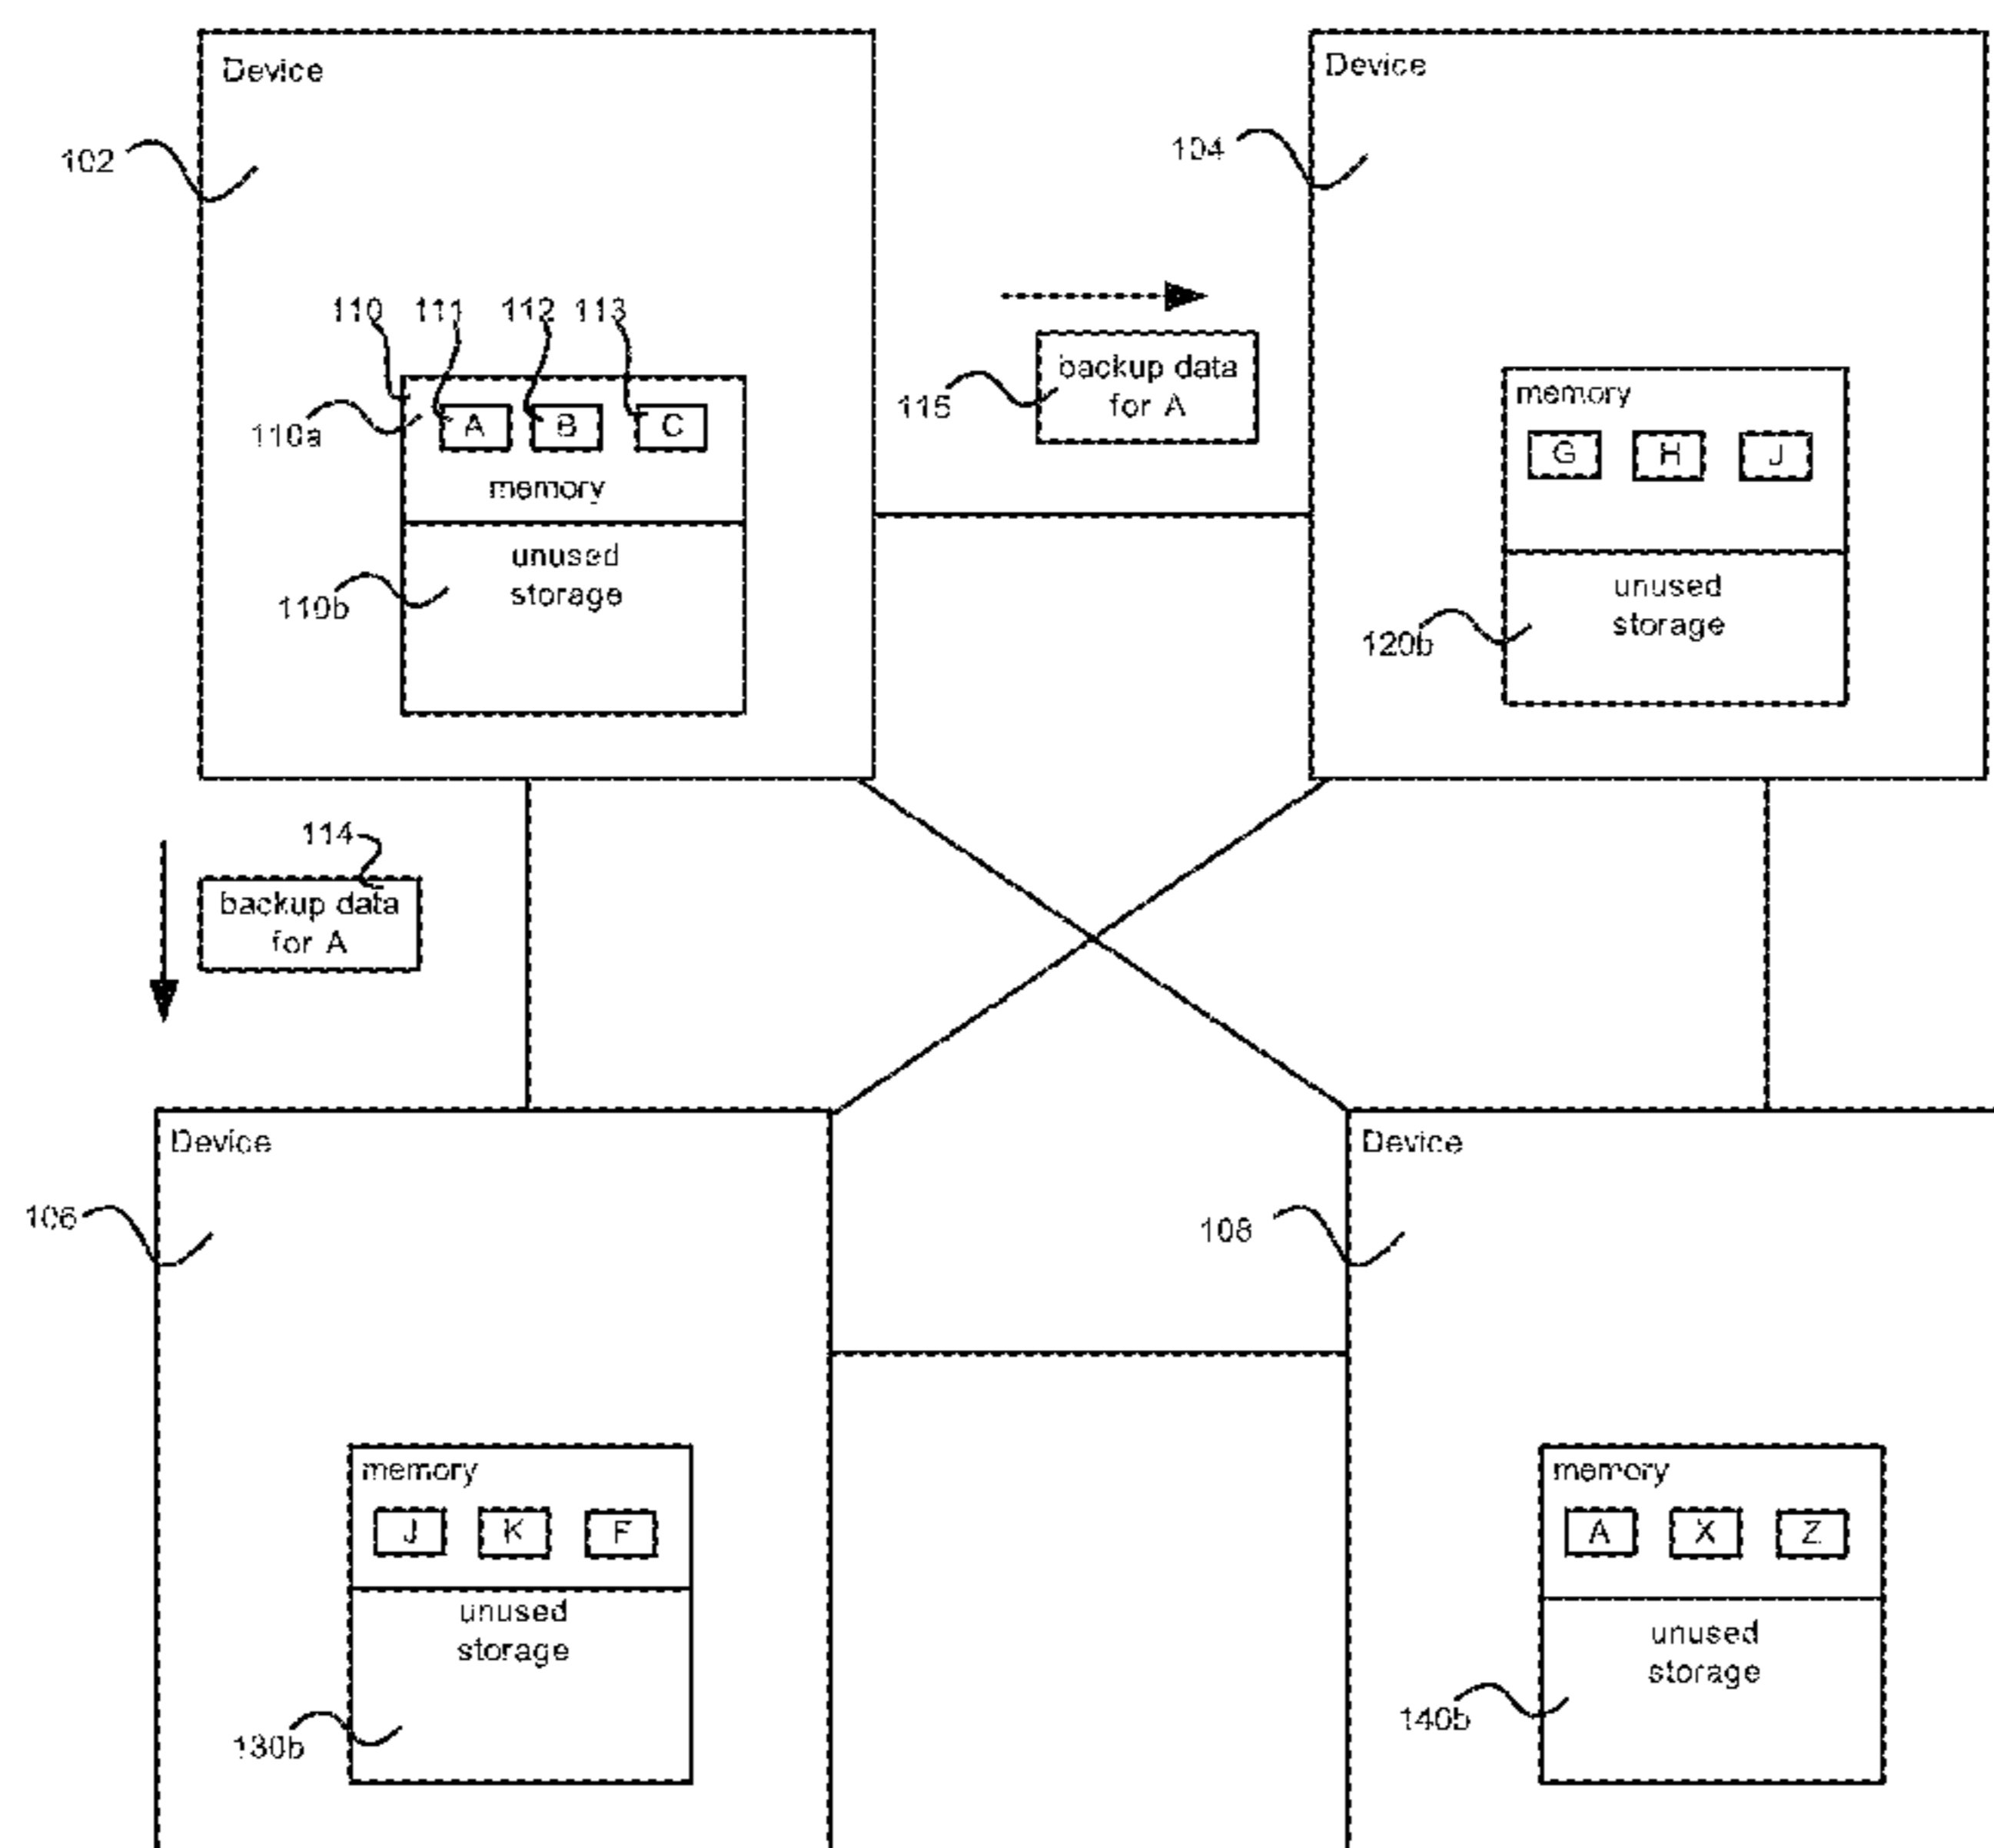 Device
Device
102
104
110 111 112 113
backup data
for A
115
memory
110a
A B C
G H J
memory
unused
storage
110b
unused
storage
120b
114
backup data
for A
Device
Device
106
108
memory
J K F
memory
A X Z
unused
storage
unused
storage
130b
140b